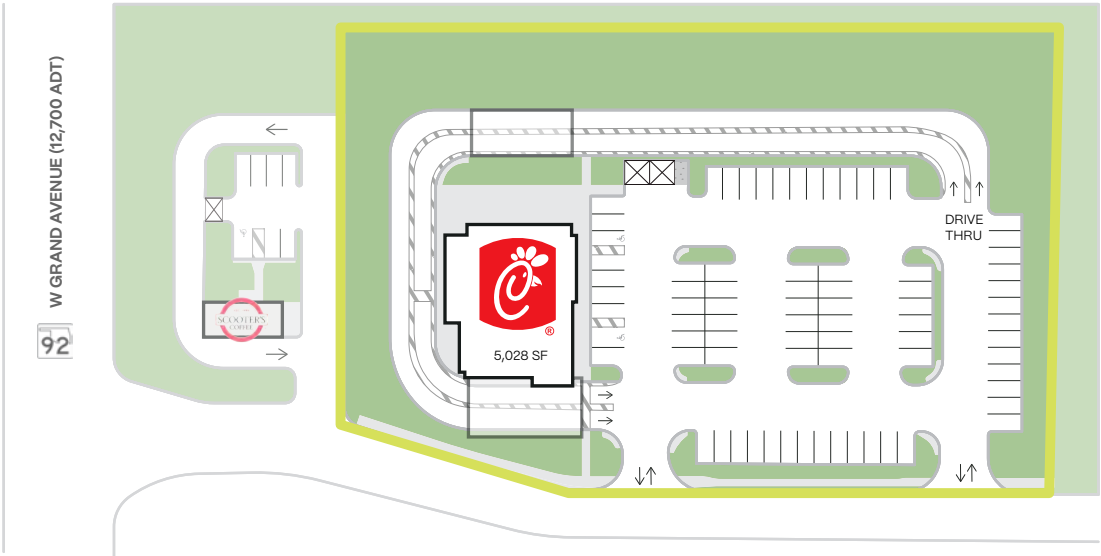 W GRAND AVENUE (12,700 ADT)
92
SCOOTER'S
COFFEE
5,028 SF
®
DRIVE
THRU